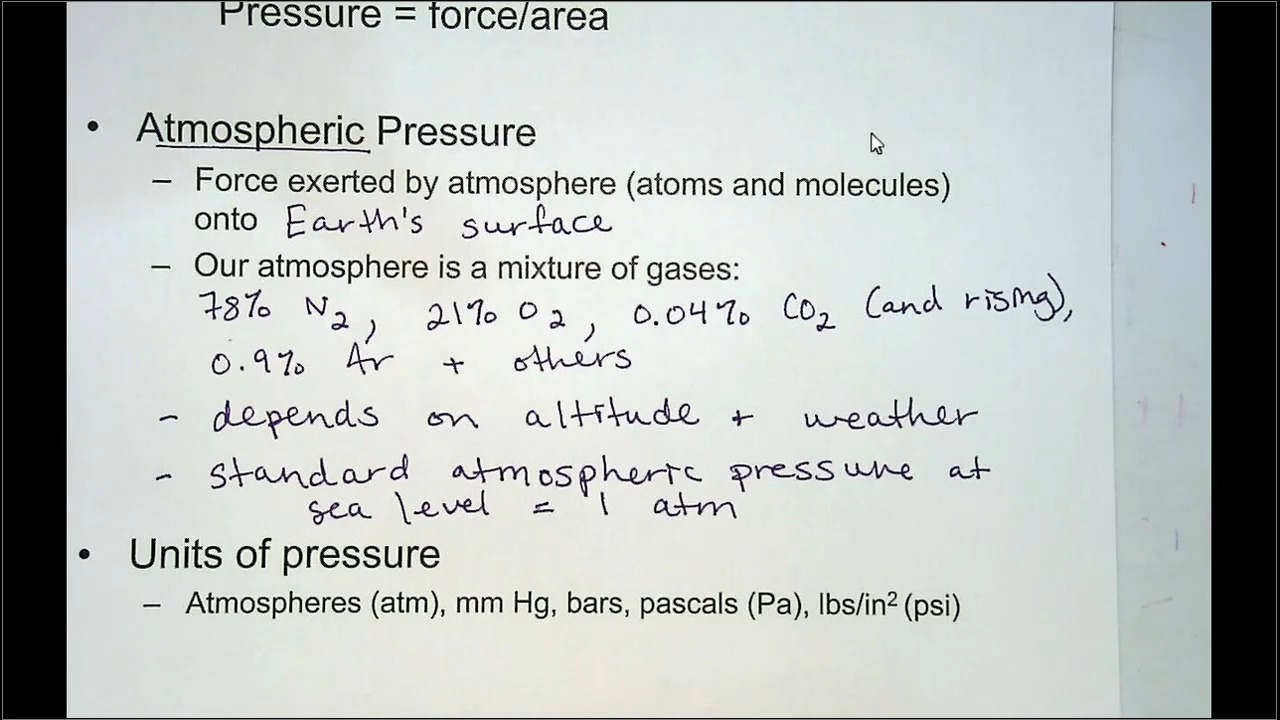 Pressure = force/area
• Atmospheric Pressure
– Force exerted by atmosphere (atoms and molecules)
onto Earth's surface
– Our atmosphere is a mixture of gases:
78% N₂, 21% O₂, 0.04% CO₂ (and rising),
0.9% Ar + others
- depends on altitude + weather
- standard atmospheric pressure at
sea level = 1 atm
• Units of pressure
– Atmospheres (atm), mm Hg, bars, pascals (Pa), lbs/in² (psi)